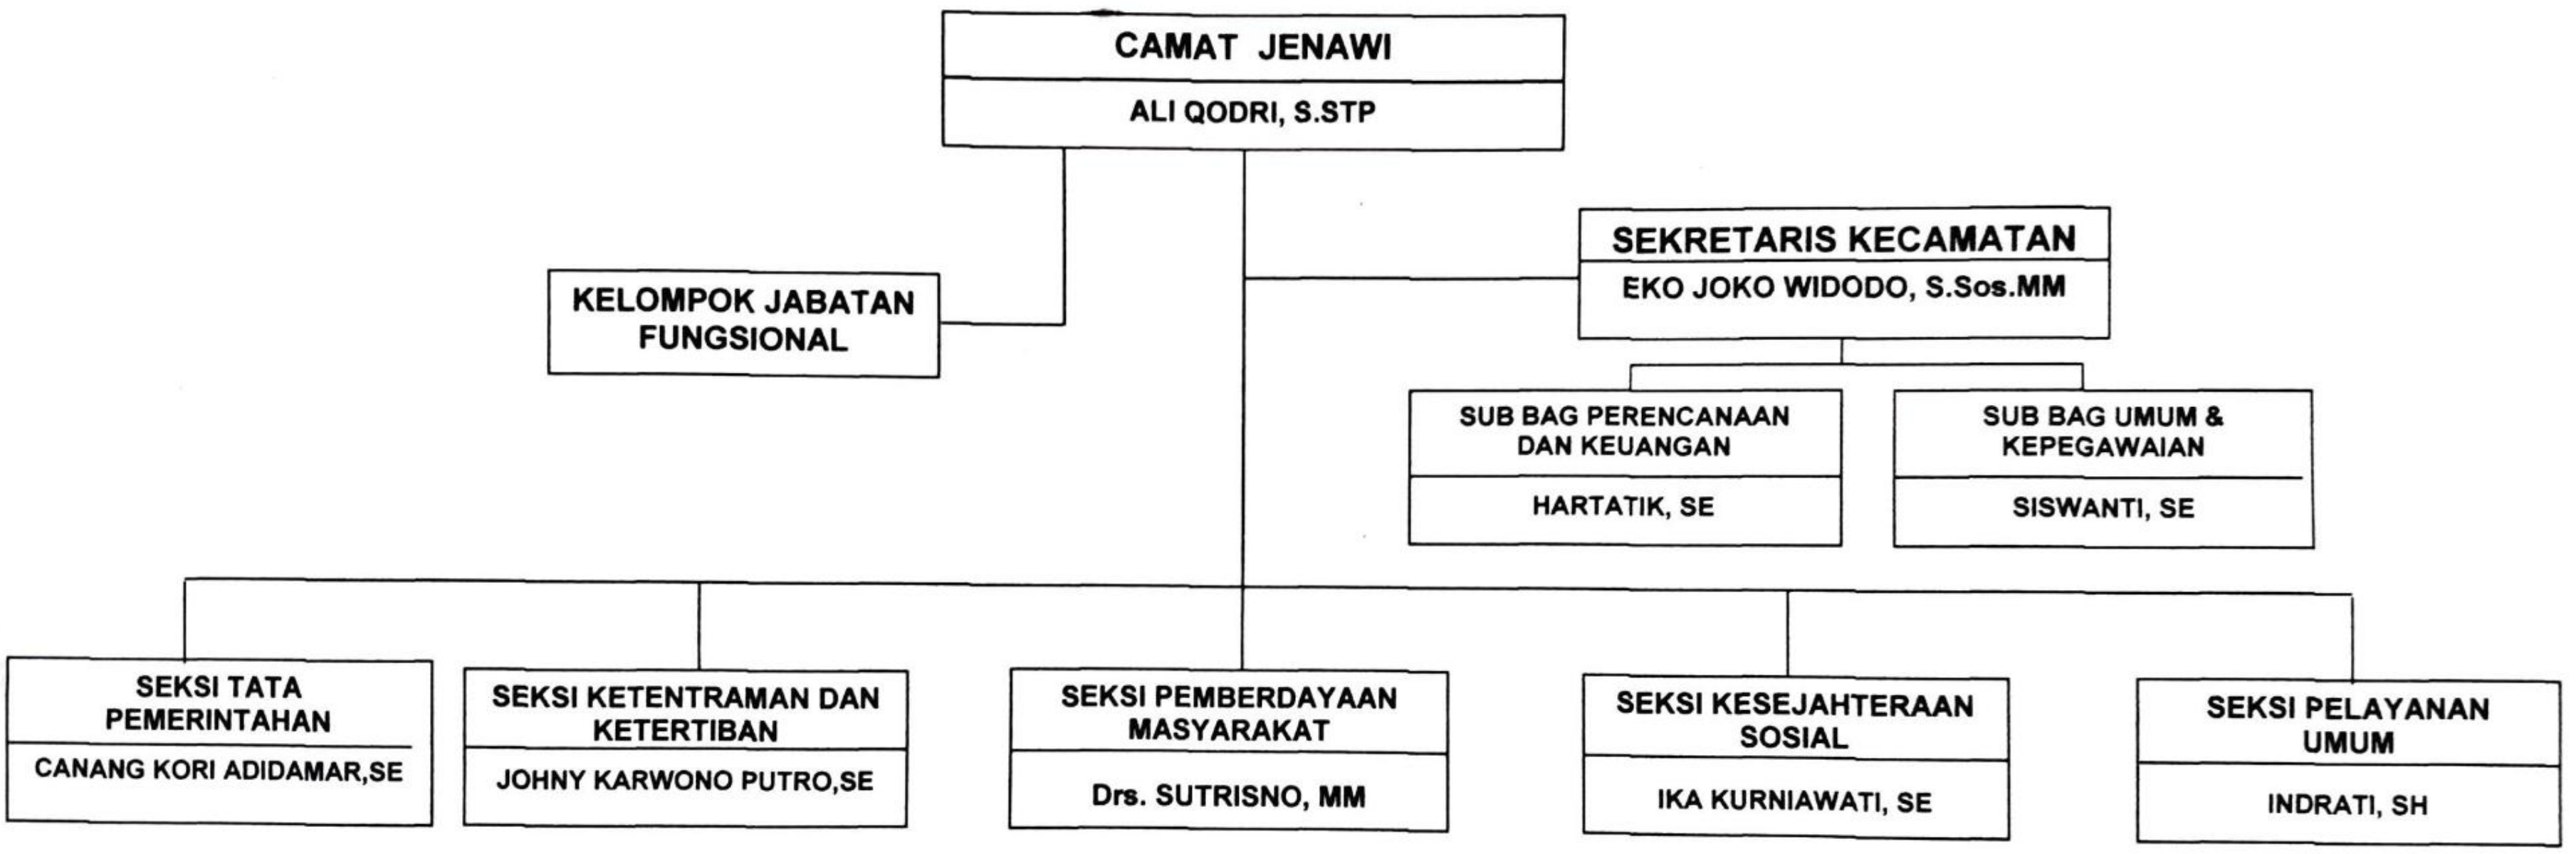 CAMAT JENAWI
ALI QODRI, S.STP
SEKRETARIS KECAMATAN
EKO JOKO WIDODO, S.Sos.MM
KELOMPOK JABATAN
FUNGSIONAL
SUB BAG PERENCANAAN
DAN KEUANGAN
HARTATIK, SE
SUB BAG UMUM &
KEPEGAWAIAN
SISWANTI, SE
SEKSI TATA
PEMERINTAHAN
CANANG KORI ADIDAMAR,SE
SEKSI KETENTRAMAN DAN
KETERTIBAN
JOHNY KARWONO PUTRO,SE
SEKSI PEMBERDAYAAN
MASYARAKAT
Drs. SUTRISNO, MM
SEKSI KESEJAHTERAAN
SOSIAL
IKA KURNIAWATI, SE
SEKSI PELAYANAN
UMUM
INDRATI, SH